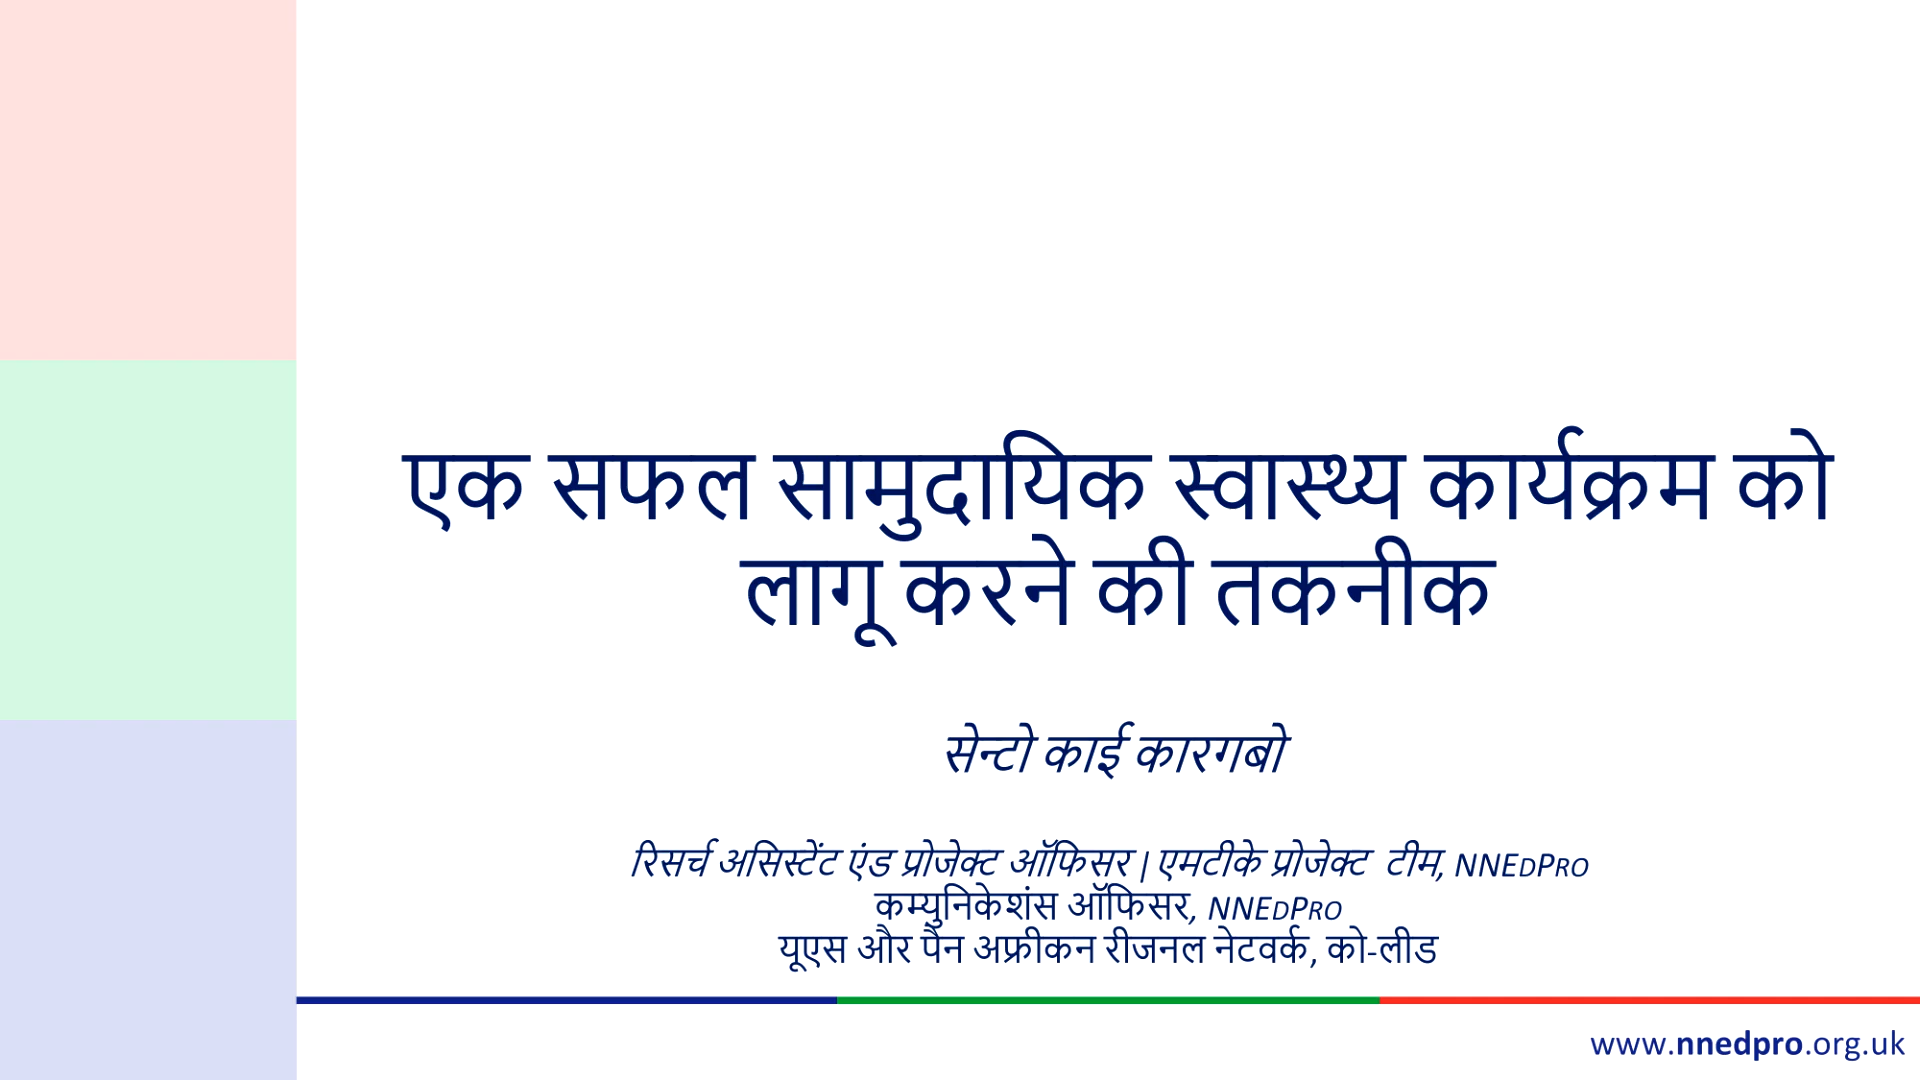 एक सफल सामुदायिक स्वास्थ्य कार्यक्रम को
लागू करने की तकनीक
सेन्टो काई कारगबो
रिसर्च असिस्टेंट एंड प्रोजेक्ट ऑफिसर | एमटीके प्रोजेक्ट टीम, NNEDPRO
कम्युनिकेशंस ऑफिसर, NNEDPRO
यूएस और पैन अफ्रीकन रीजनल नेटवर्क, को-लीड
www.nnedpro.org.uk